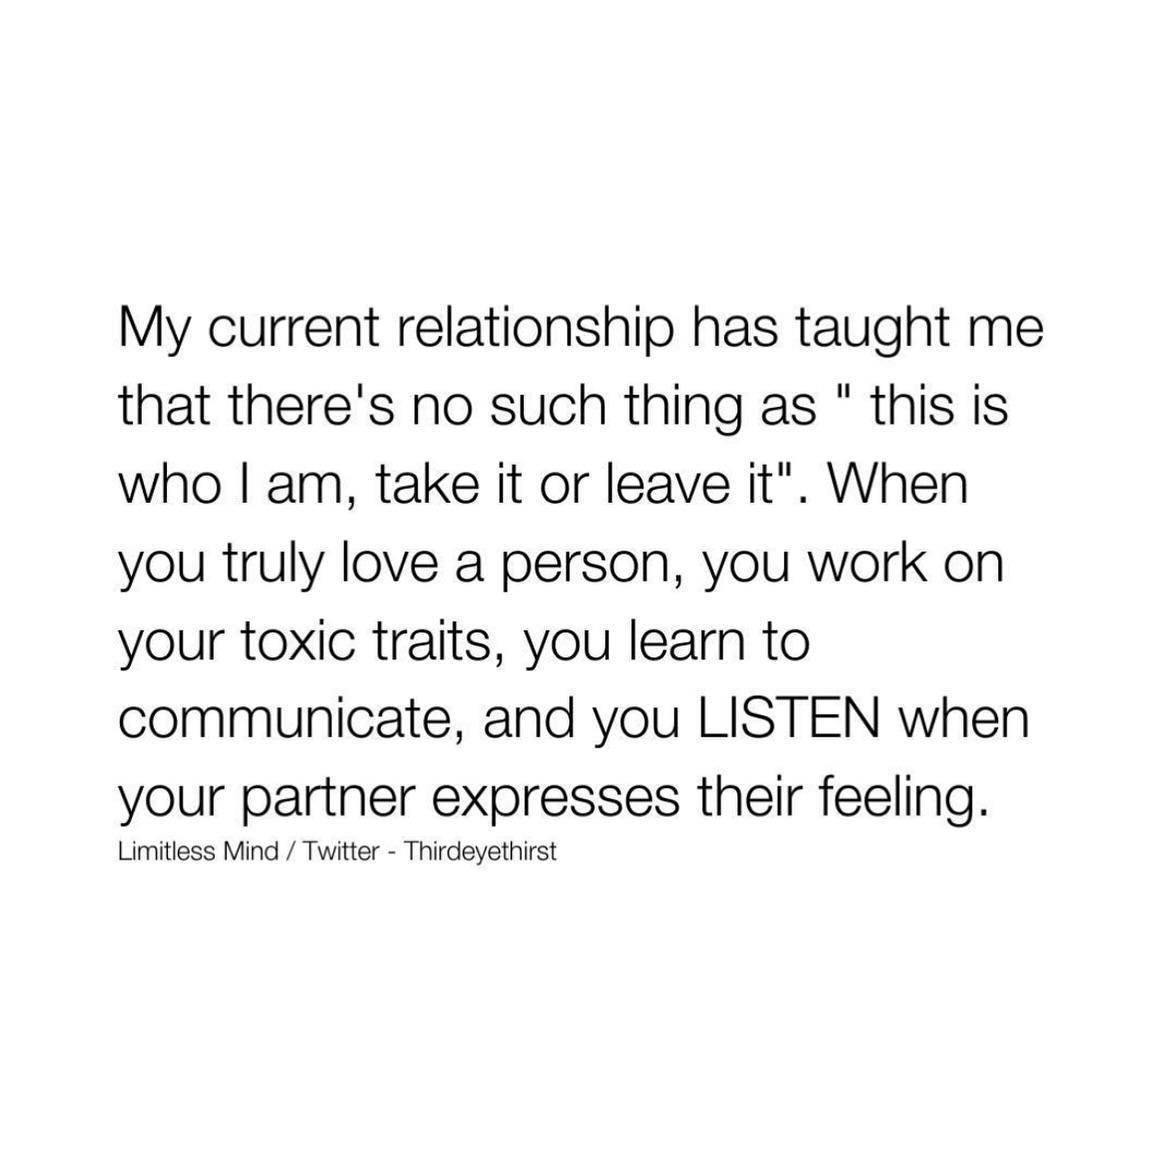 My current relationship has taught me
that there's no such thing as " this is
who I am, take it or leave it". When
you truly love a person, you work on
your toxic traits, you learn to
communicate, and you LISTEN when
your partner expresses their feeling.
Limitless Mind / Twitter - Thirdeyethirst